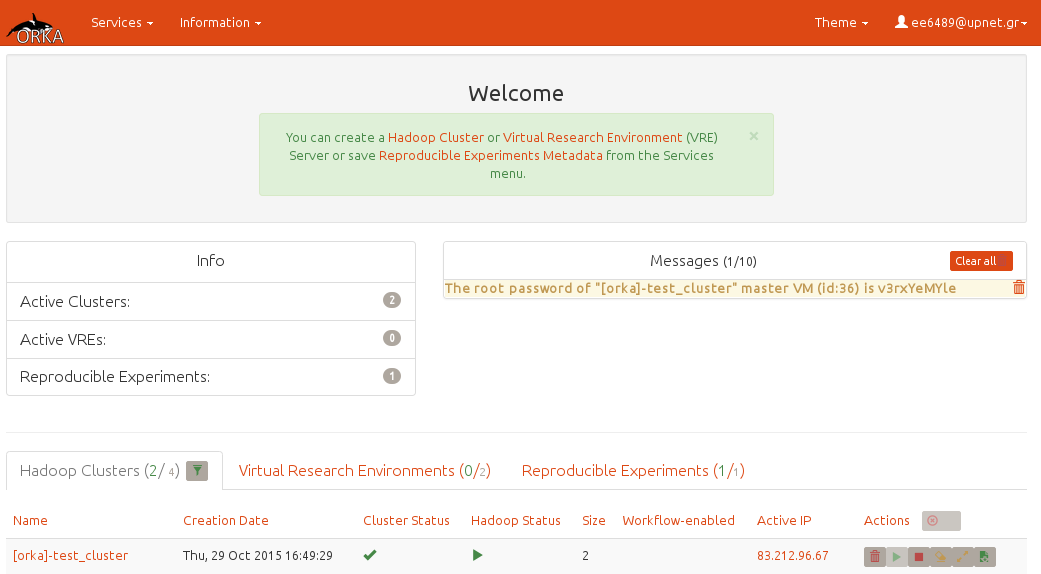 ORKA
Services
Information
Theme
ee6489@upnet.gr
Welcome
You can create a Hadoop Cluster or Virtual Research Environment (VRE)
Server or save Reproducible Experiments Metadata from the Services
menu.
×
Info
Active Clusters: 2
Active VREs: 0
Reproducible Experiments: 1
Messages (1/10)
Clear all
The root password of "[orka]-test_cluster" master VM (id:36) is v3rxYeMYle
Hadoop Clusters (2/ 4)
Virtual Research Environments (0/2)
Reproducible Experiments (1/1)
Name Creation Date Cluster Status Hadoop Status Size Workflow-enabled Active IP Actions
[orka]-test_cluster Thu, 29 Oct 2015 16:49:29 2 83.212.96.67